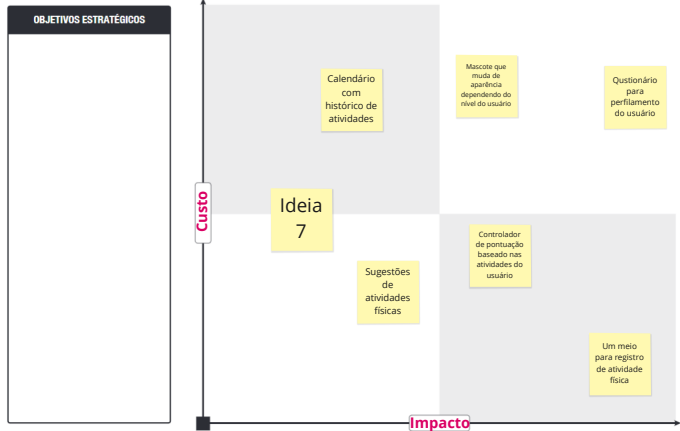 OBJETIVOS ESTRATÉGICOS
Calendário
com
histórico de
atividades
Mascote que
muda de
aparência
dependendo do
nível do usuário
Qustionário
para
perfilamento
do usuário
Custo
Ideia
7
Controlador
de pontuação
baseado nas
atividades do
usuário
Sugestões
de
atividades
físicas
Um meio
para registro
de atividade
física
Impacto